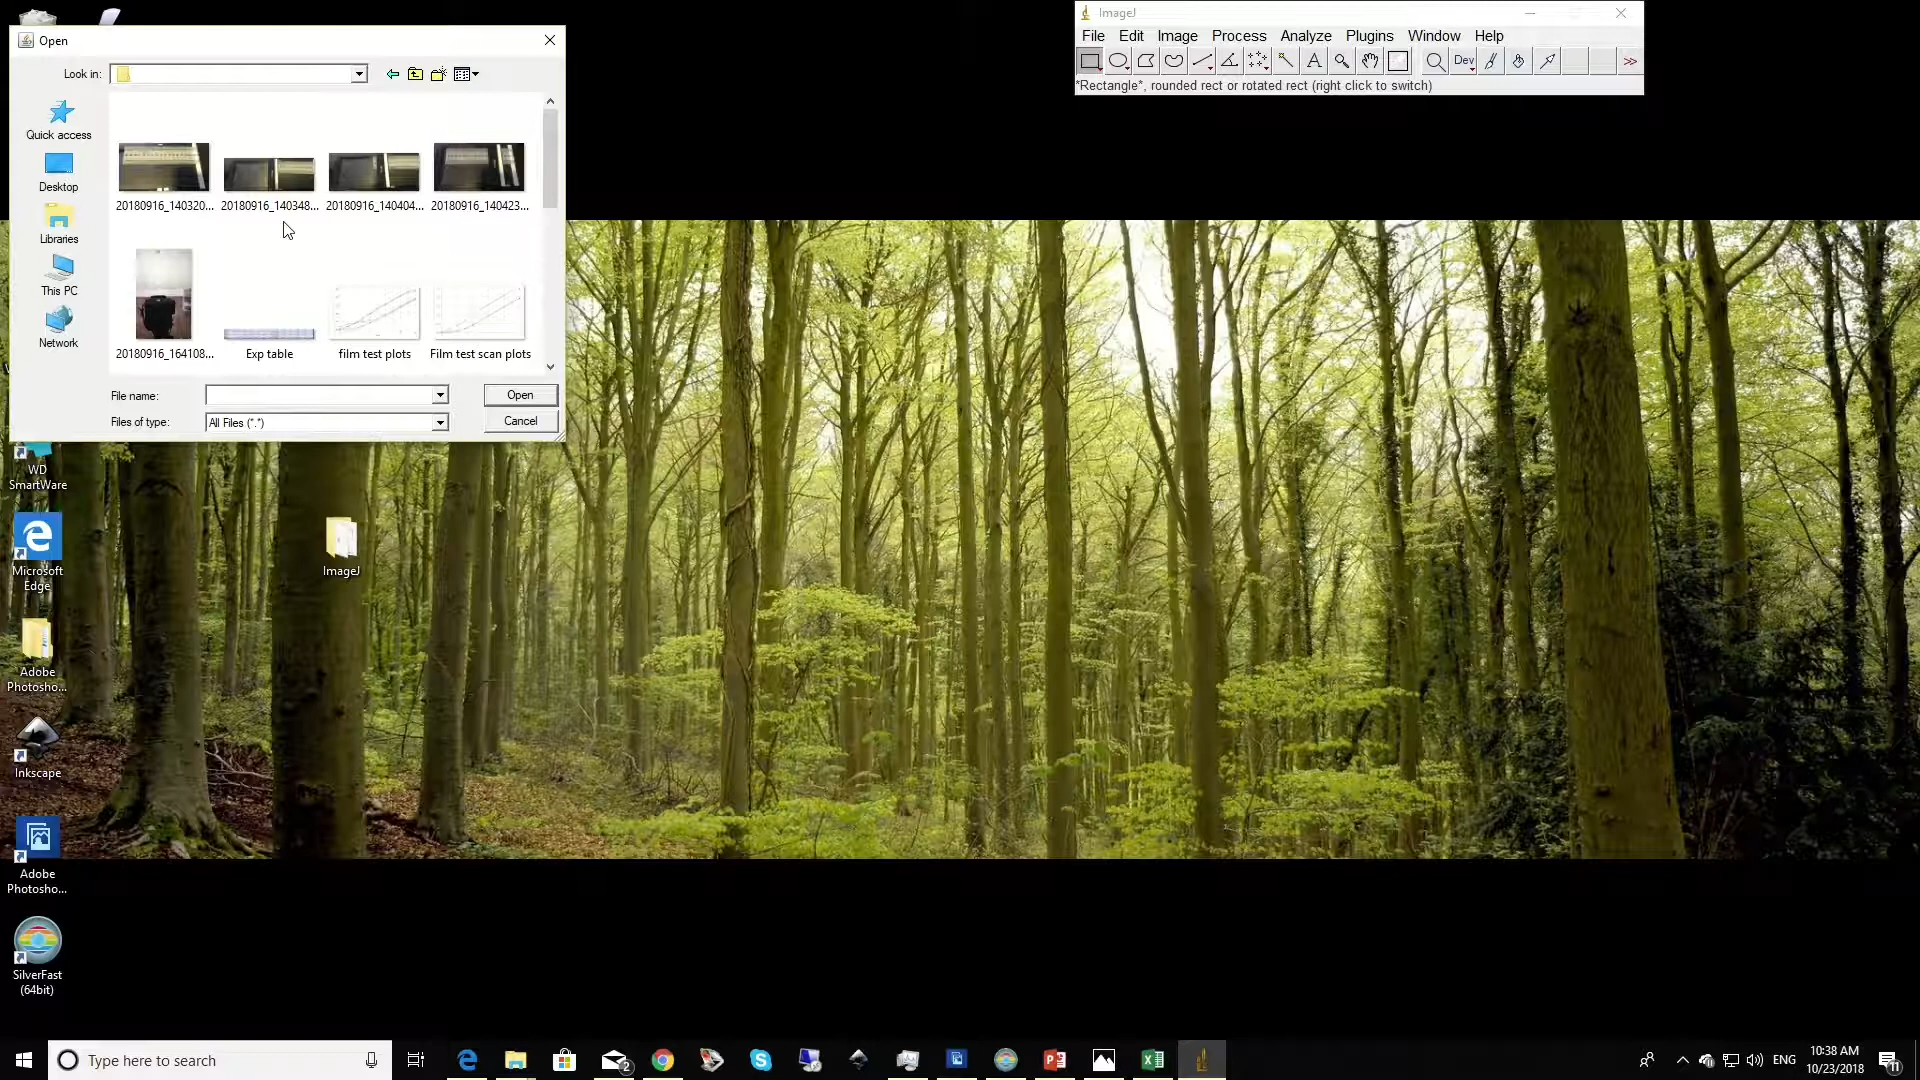 Open
Look in:
Quick access
Desktop
Libraries
This PC
Network
20180916_140320...
20180916_140348...
20180916_140404...
20180916_140423...
20180916_164108...
Exp table
film test plots
Film test scan plots
File name:
Open
Files of type:
All Files (*.*)
Cancel
ImageJ
File Edit Image Process Analyze Plugins Window Help
A
Dev
>>
*Rectangle*, rounded rect or rotated rect (right click to switch)
WD
SmartWare
Microsoft
Edge
ImageJ
Adobe
Photosho...
Inkscape
Adobe
Photosho...
SilverFast
(64bit)
Type here to search
2
ENG
10:38 AM
10/23/2018
11